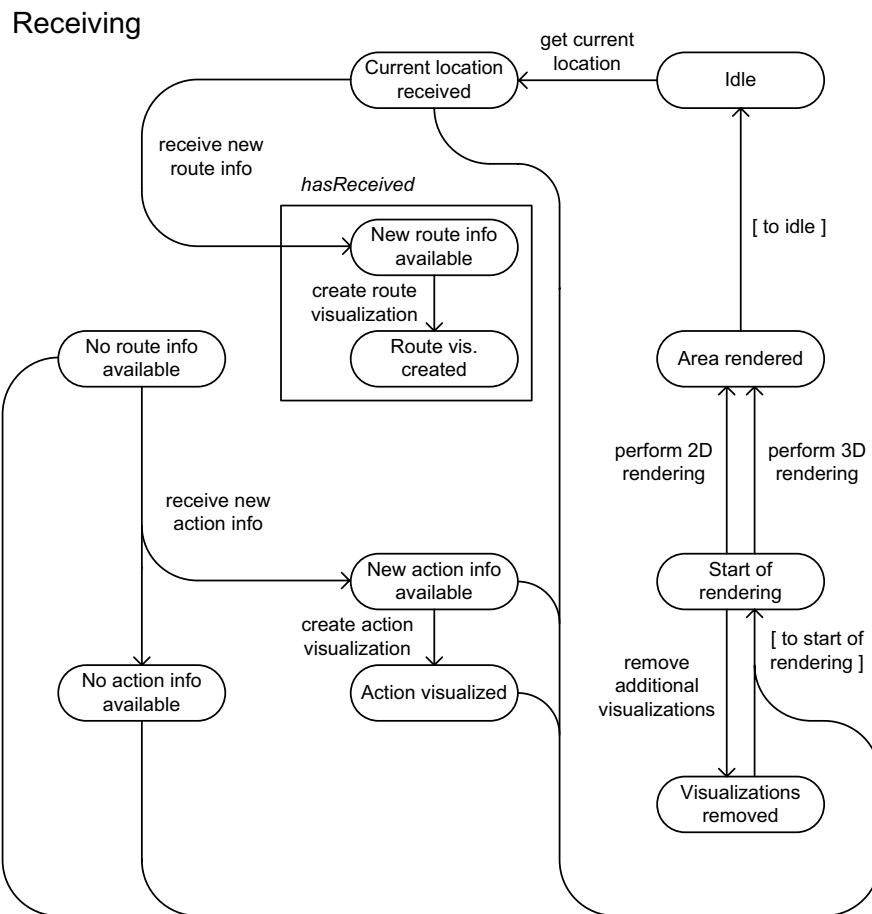 Receiving
get current
location
Current location
received
Idle
receive new
route info
hasReceived
New route info
available
[ to idle ]
create route
visualization
No route info
available
Route vis.
created
Area rendered
perform 2D
rendering
perform 3D
rendering
receive new
action info
New action info
available
Start of
rendering
create action
visualization
[ to start of
rendering ]
remove
additional
visualizations
No action info
available
Action visualized
Visualizations
removed